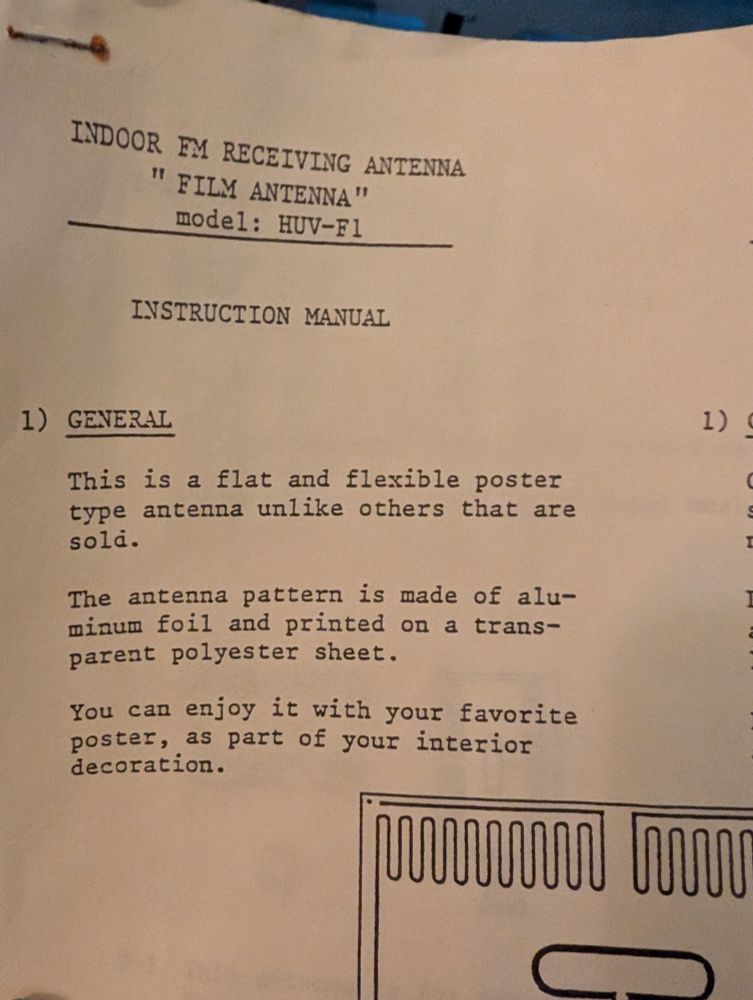 INDOOR FM RECEIVING ANTENNA
" FILM ANTENNA"
model: HUV-F1
INSTRUCTION MANUAL
1) GENERAL
This is a flat and flexible poster
type antenna unlike others that are
sold.
The antenna pattern is made of alu-
minum foil and printed on a trans-
parent polyester sheet.
You can enjoy it with your favorite
poster, as part of your interior
decoration.
1)